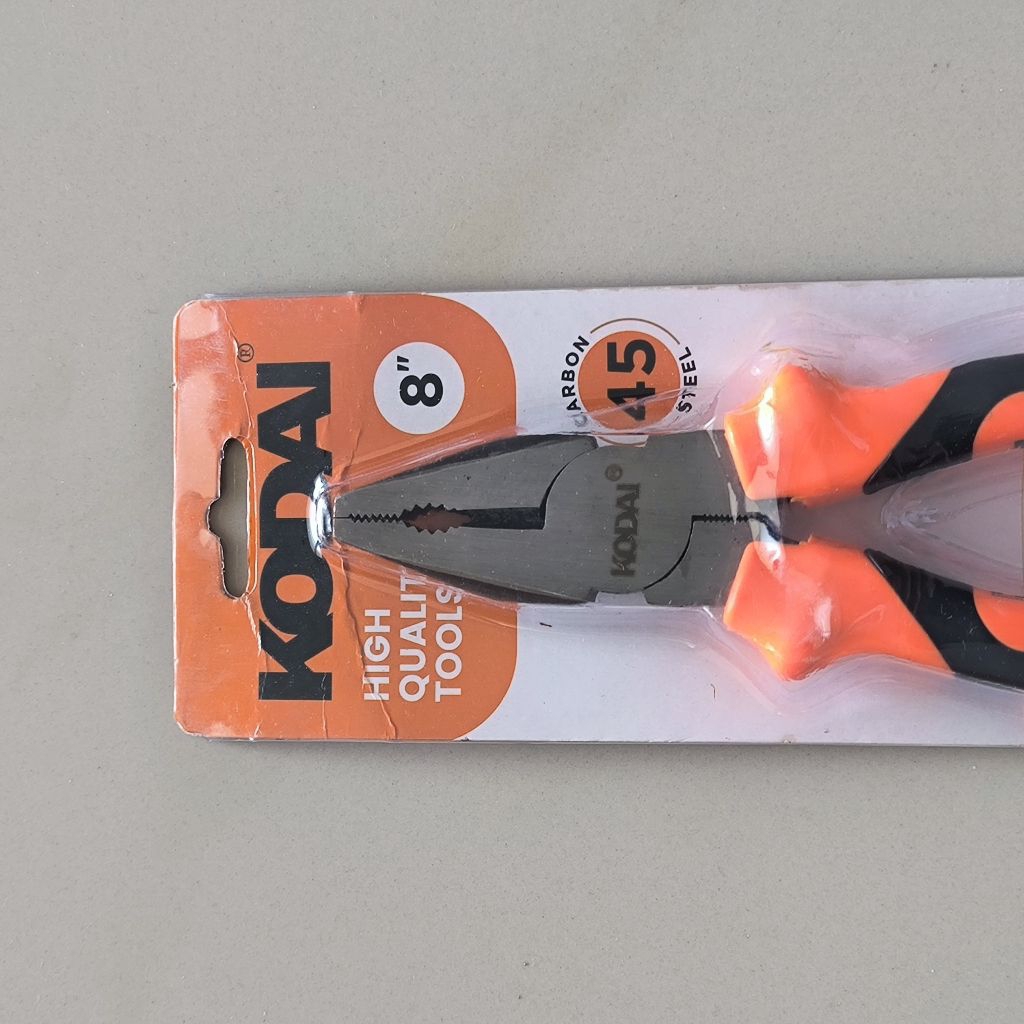 KODAI®
8"
HIGH
QUALITY
TOOLS
CARBON
45
STEEL
KODAI®